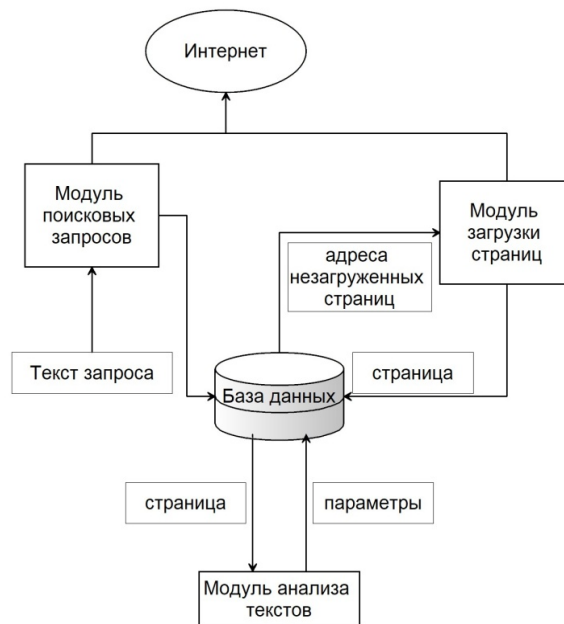 Интернет
Модуль
поисковых
запросов
Модуль
загрузки
страниц
адреса
незагруженных
страниц
Текст запроса
База данных
страница
страница
параметры
Модуль анализа
текстов